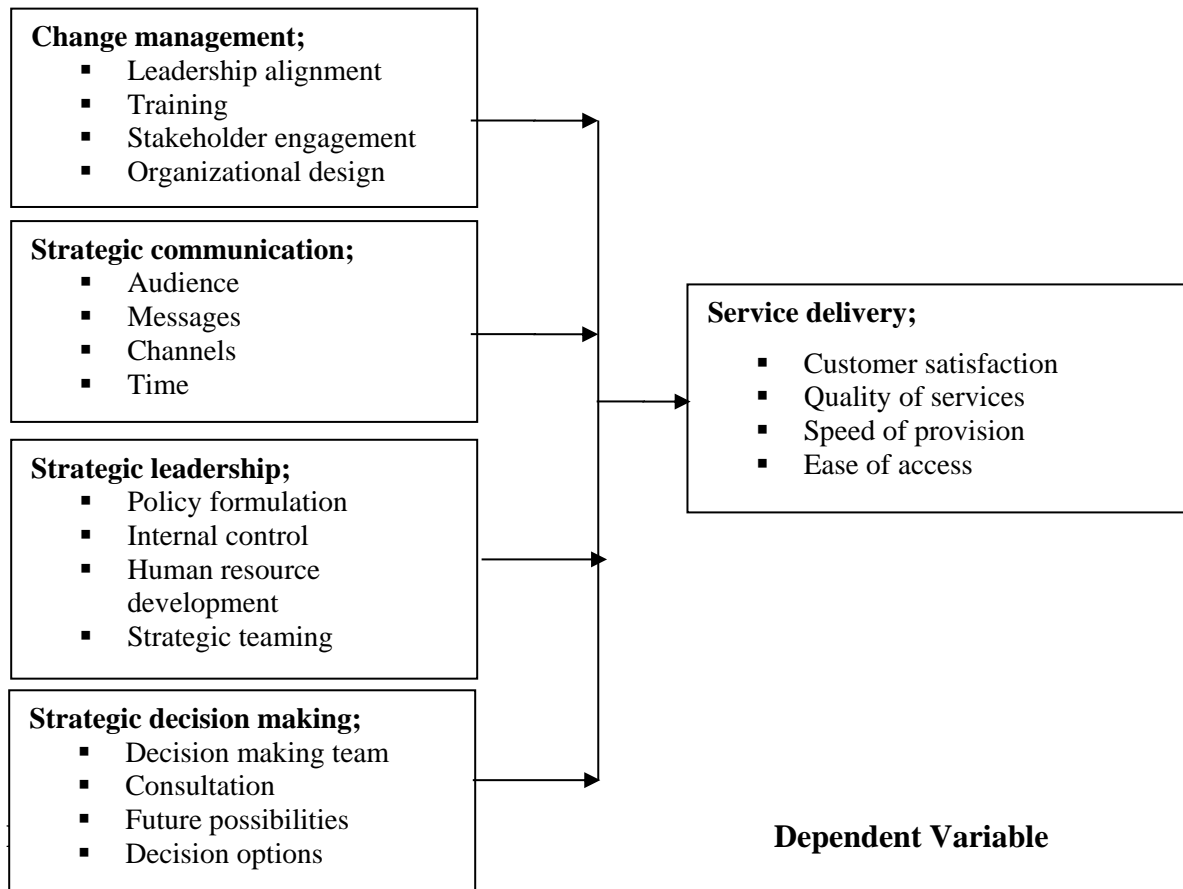 Change management;
▪ Leadership alignment
▪ Training
▪ Stakeholder engagement
▪ Organizational design
Strategic communication;
▪ Audience
▪ Messages
▪ Channels
▪ Time
Strategic leadership;
▪ Policy formulation
▪ Internal control
▪ Human resource
development
▪ Strategic teaming
Strategic decision making;
▪ Decision making team
▪ Consultation
▪ Future possibilities
▪ Decision options
Service delivery;
▪ Customer satisfaction
▪ Quality of services
▪ Speed of provision
▪ Ease of access
Dependent Variable